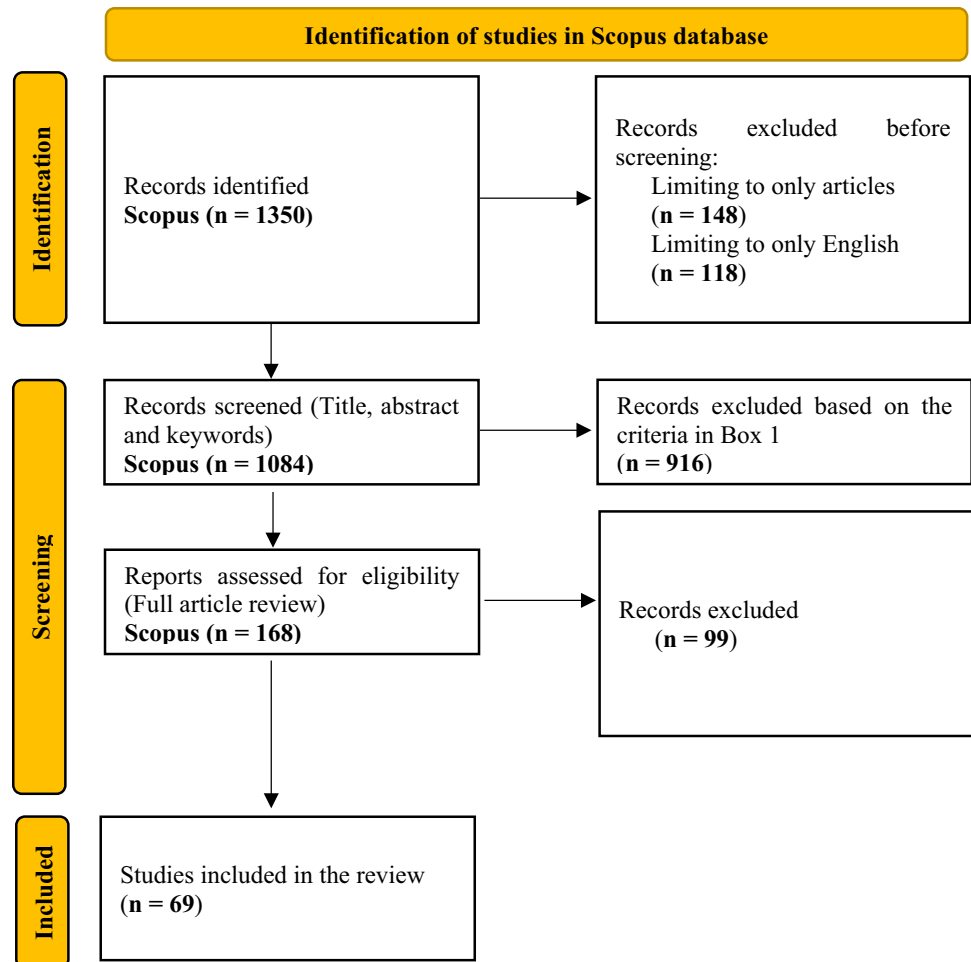 Identification of studies in Scopus database
Identification
Records identified
Scopus (n = 1350)
Records excluded before
screening:
Limiting to only articles
(n = 148)
Limiting to only English
(n = 118)
Screening
Records screened (Title, abstract
and keywords)
Scopus (n = 1084)
Records excluded based on the
criteria in Box 1
(n = 916)
Reports assessed for eligibility
(Full article review)
Scopus (n = 168)
Records excluded
(n = 99)
Included
Studies included in the review
(n = 69)